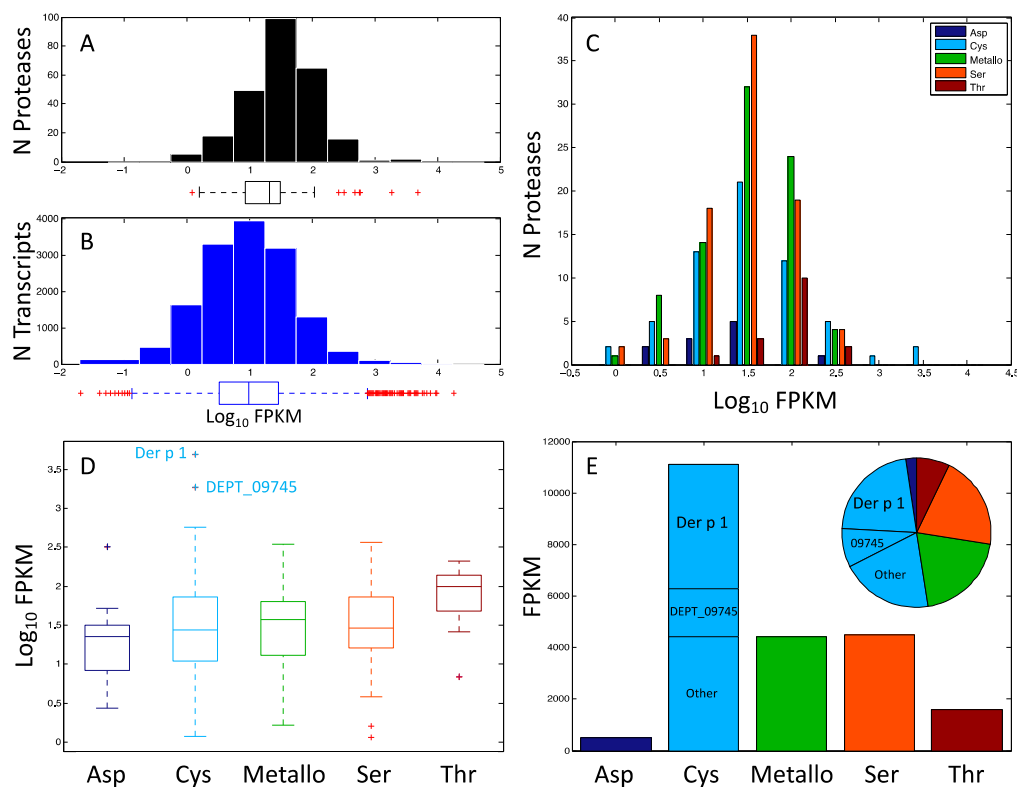 A
N Proteases
100
80
60
40
20
0
−2 −1 0 1 2 3 4 5
B
N Transcripts
4000
3000
2000
1000
0
−2 −1 0 1 2 3 4 5
Log10 FPKM
C
N Proteases
40
35
30
25
20
15
10
5
0
−0.5 0 0.5 1 1.5 2 2.5 3 3.5 4 4.5
Log10 FPKM
Asp
Cys
Metallo
Ser
Thr
D
Log10 FPKM
3,5
3
2,5
2
1,5
1
0,5
0
Der p 1
DEPT_09745
Asp Cys Metallo Ser Thr
E
FPKM
12000
10000
8000
6000
4000
2000
0
Der p 1
DEPT_09745
Other
Der p 1
09745
Other
Asp Cys Metallo Ser Thr